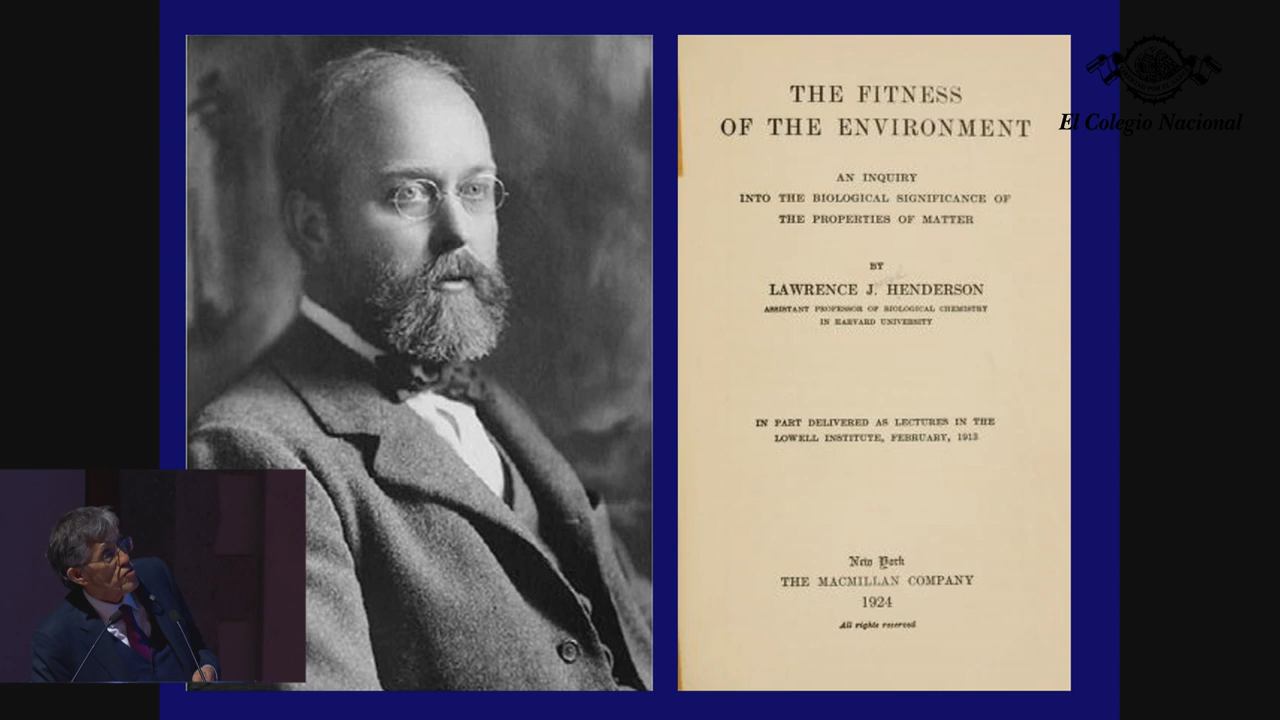 THE FITNESS
OF THE ENVIRONMENT
AN INQUIRY
INTO THE BIOLOGICAL SIGNIFICANCE OF
THE PROPERTIES OF MATTER
BY
LAWRENCE J. HENDERSON
ASSISTANT PROFESSOR OF BIOLOGICAL CHEMISTRY
IN HARVARD UNIVERSITY
IN PART DELIVERED AS LECTURES IN THE
LOWELL INSTITUTE, FEBRUARY, 1913
New York
THE MACMILLAN COMPANY
1924
All rights reserved
El Colegio Nacional